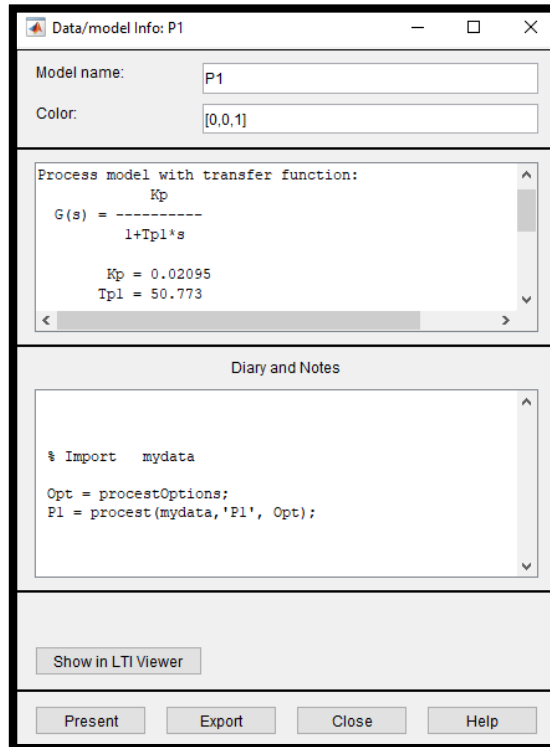 Data/model Info: P1
Model name:
P1
Color:
[0,0,1]
Process model with transfer function:
Kp
G(s) = ----------
1+Tp1*s
Kp = 0.02095
Tp1 = 50.773
Diary and Notes
% Import   mydata
Opt = procestOptions;
P1 = procest(mydata,'P1', Opt);
Show in LTI Viewer
Present
Export
Close
Help